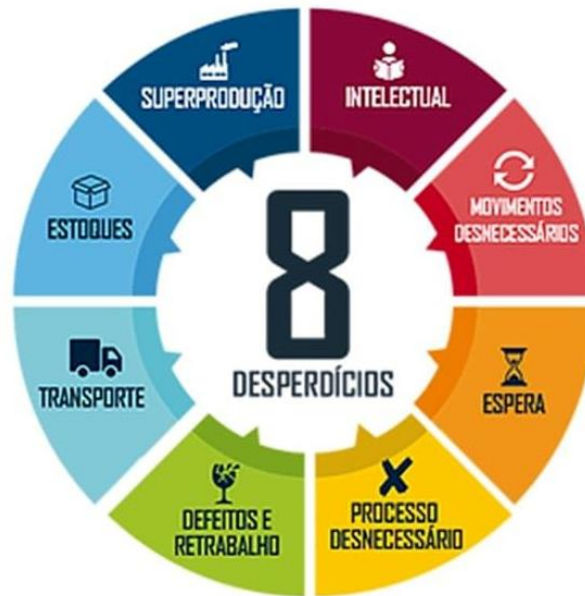 SUPERPRODUÇÃO
INTELECTUAL
MOVIMENTOS
DESNECESSÁRIOS
ESPERA
PROCESSO
DESNECESSÁRIO
DEFEITOS E
RETRABALHO
TRANSPORTE
ESTOQUES
8
DESPERDÍCIOS